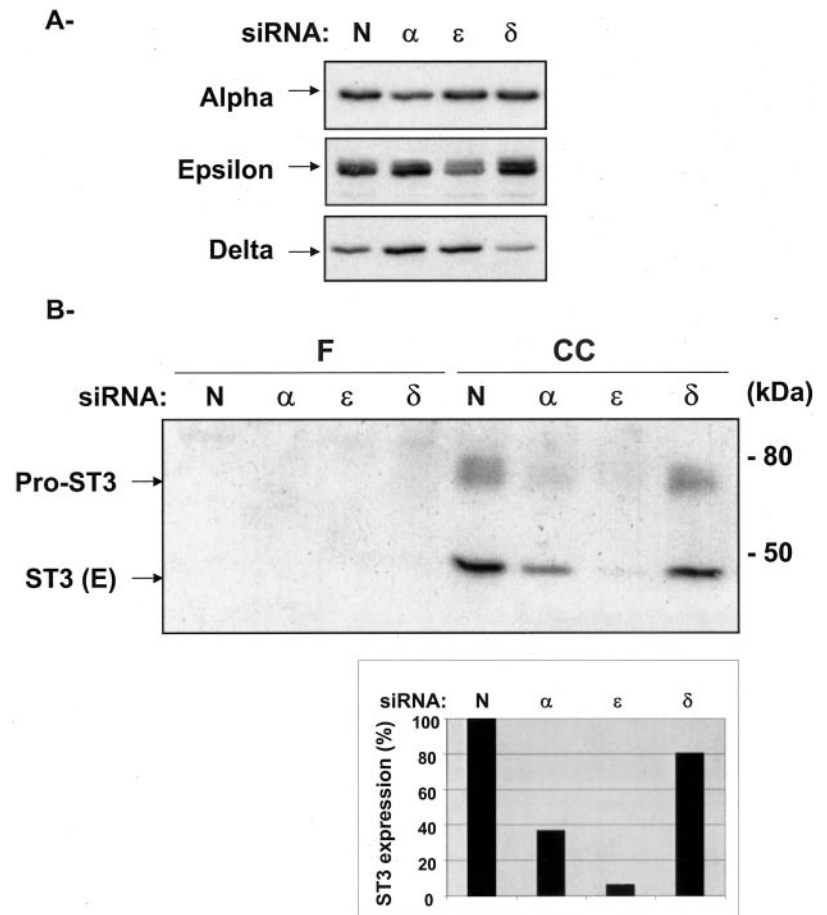 A-
siRNA: N α ε δ
Alpha
Epsilon
Delta
B-
F CC
siRNA: N α ε δ N α ε δ (kDa)
- 80
Pro-ST3
- 50
ST3 (E)
siRNA: N α ε δ
ST3 expression (%)
100
80
60
40
20
0